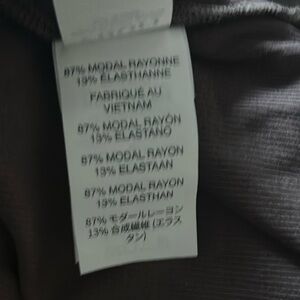 87% MODAL RAYONNE
13% ELASTHANNE
FABRIQUÉ AU
VIETNAM
87% MODAL RAYÓN
13% ELASTANO
87% MODAL RAYON
13% ELASTAAN
87% MODAL RAYON
13% ELASTHAN
87% モダールレーヨン
13% 合成繊維 (エラス
タン)